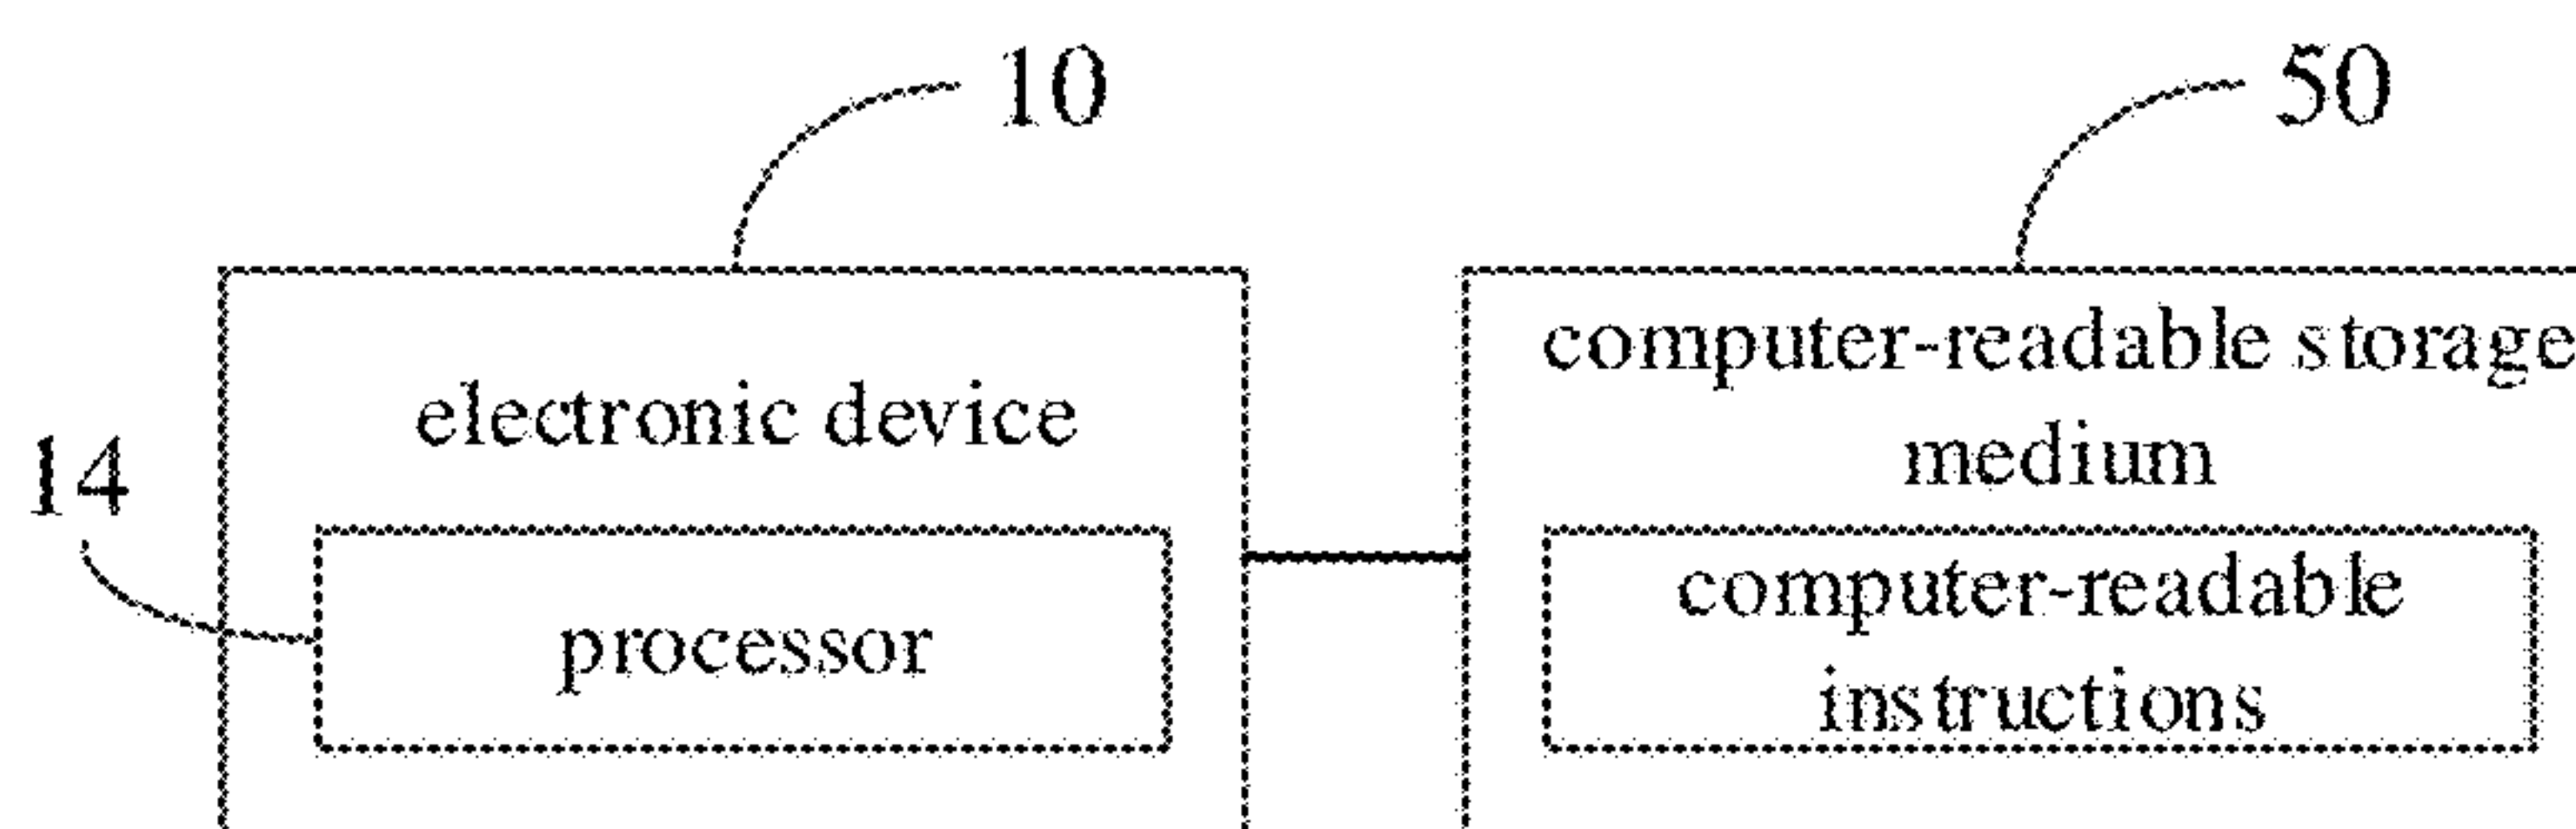 10
50
electronic device
14
processor
computer-readable storage
medium
computer-readable
instructions